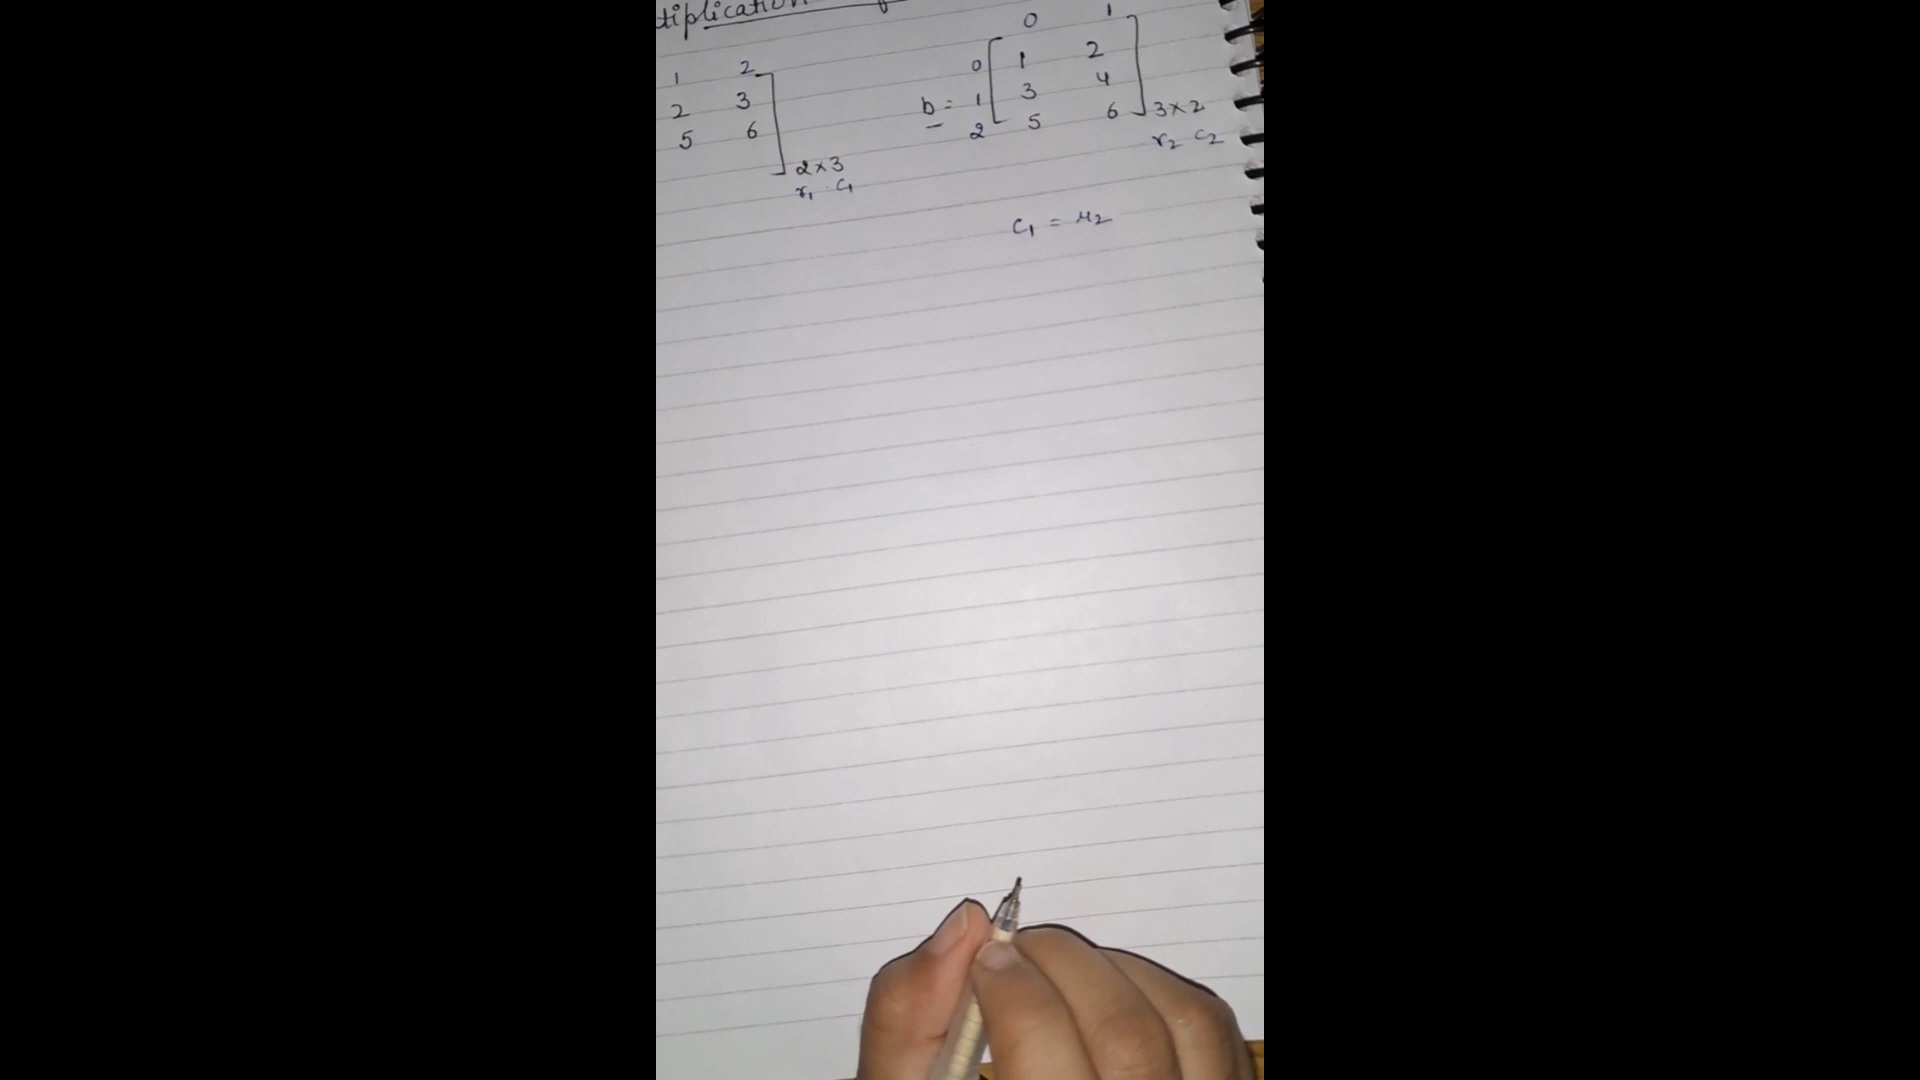 tiplication
1 2
2 3
5 6
2×3
r₁ c₁
0 1
0 1 2
b = 1 3 4
2 5 6
3×2
r₂ c₂
c₁ = r₂